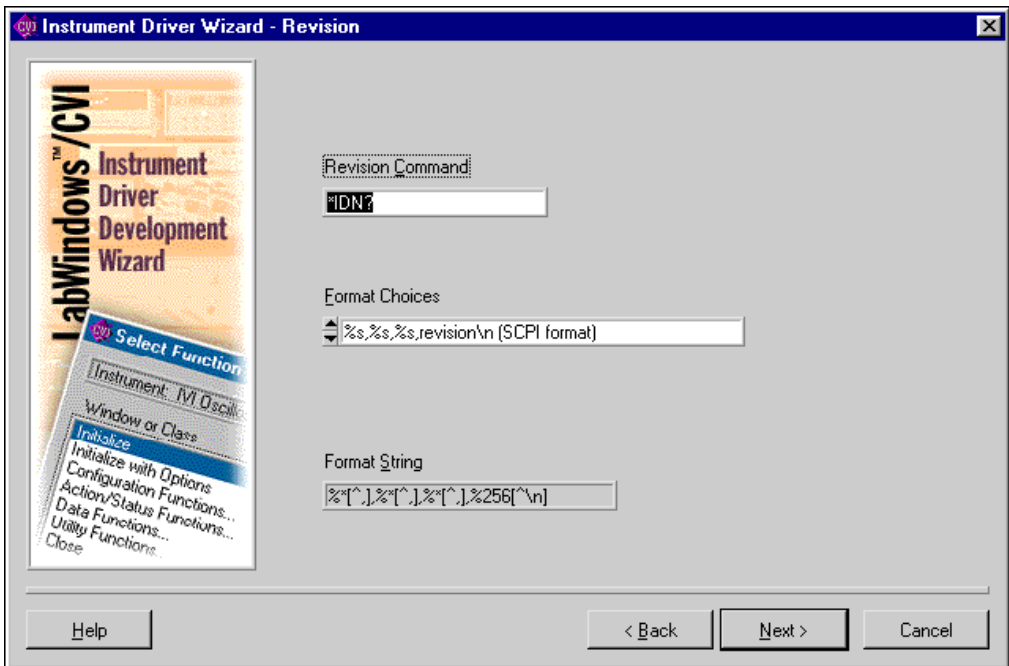 CVI Instrument Driver Wizard - Revision
LabWindows™/CVI
Instrument
Driver
Development
Wizard
CVI Select Function
Instrument: IVI Oscill
Window or Class
Initialize
Initialize with Options
Configuration Functions...
Action/Status Functions...
Data Functions...
Utility Functions...
Close
Revision Command
*IDN?
Format Choices
%s,%s,%s,revision\n (SCPI format)
Format String
%*[^,],%*[^,],%*[^,],%256[^\n]
Help
< Back
Next >
Cancel